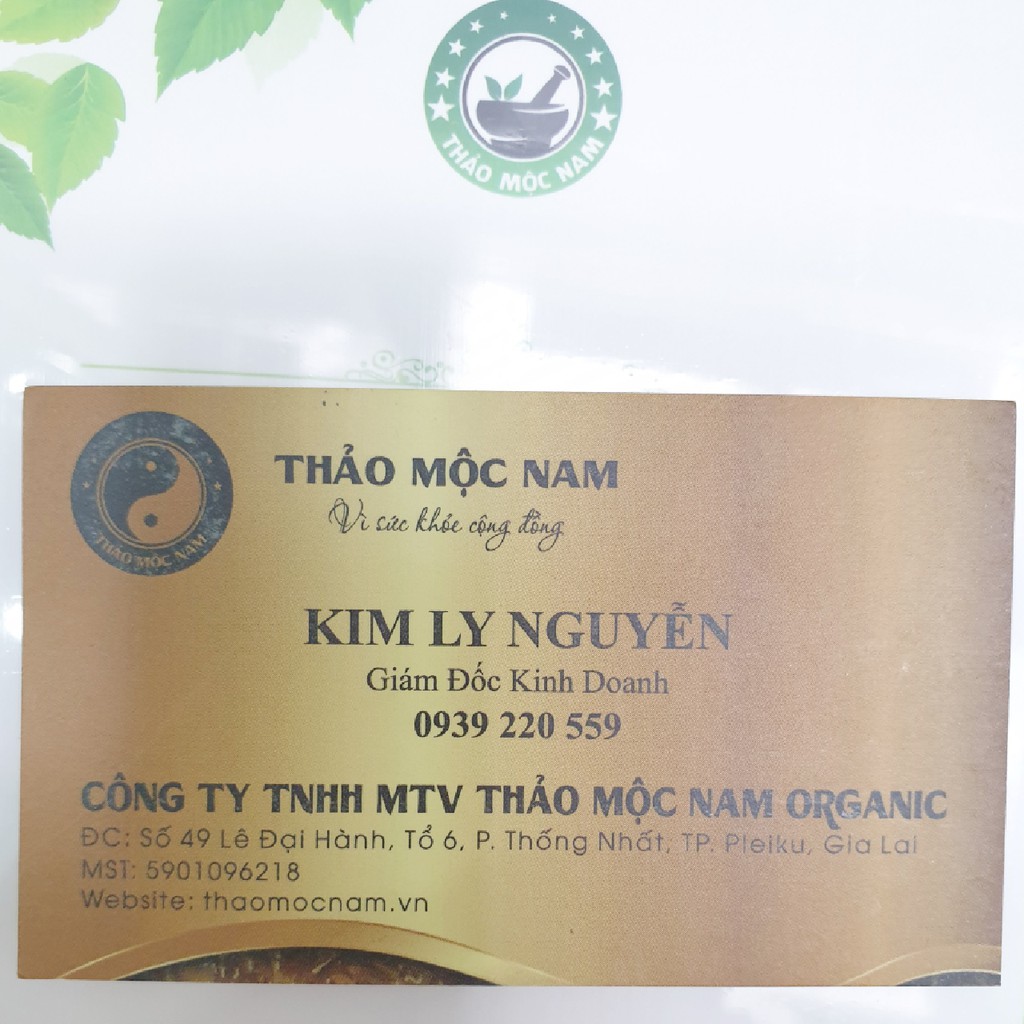 THẢO MỘC NAM
THẢO MỘC NAM
THẢO MỘC NAM
Vì sức khỏe cộng đồng
KIM LY NGUYỄN
Giám Đốc Kinh Doanh
0939 220 559
CÔNG TY TNHH MTV THẢO MỘC NAM ORGANIC
ĐC: Số 49 Lê Đại Hành, Tổ 6, P. Thống Nhất, TP. Pleiku, Gia Lai
MST: 5901096218
Website: thaomocnam.vn